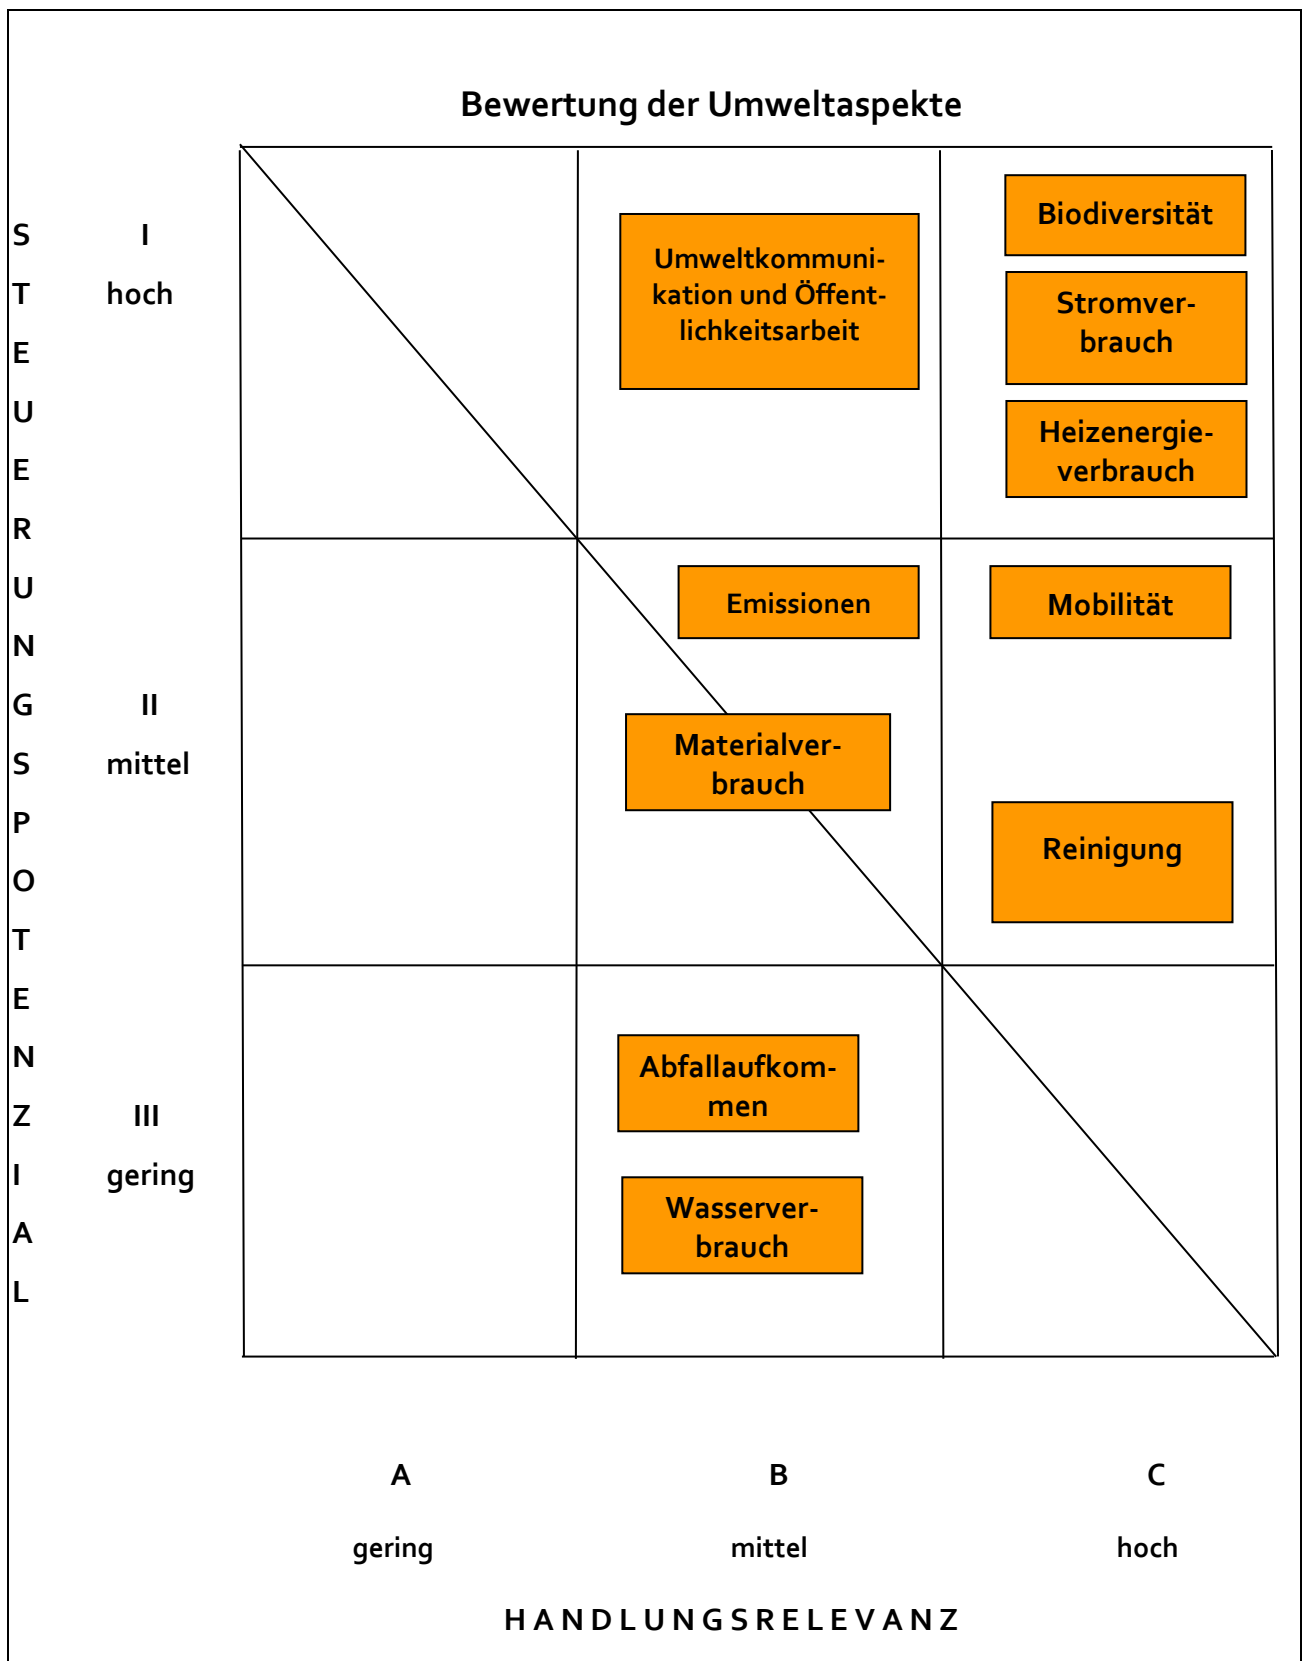 Bewertung der Umweltaspekte
STEUERUNGSPOTENZIAL
I
hoch
II
mittel
III
gering
Umweltkommuni-
kation und Öffent-
lichkeitsarbeit
Biodiversität
Stromver-
brauch
Heizenergie-
verbrauch
Emissionen
Mobilität
Materialver-
brauch
Reinigung
Abfallaufkom-
men
Wasserver-
brauch
A
B
C
gering
mittel
hoch
HANDLUNGSRELEVANZ